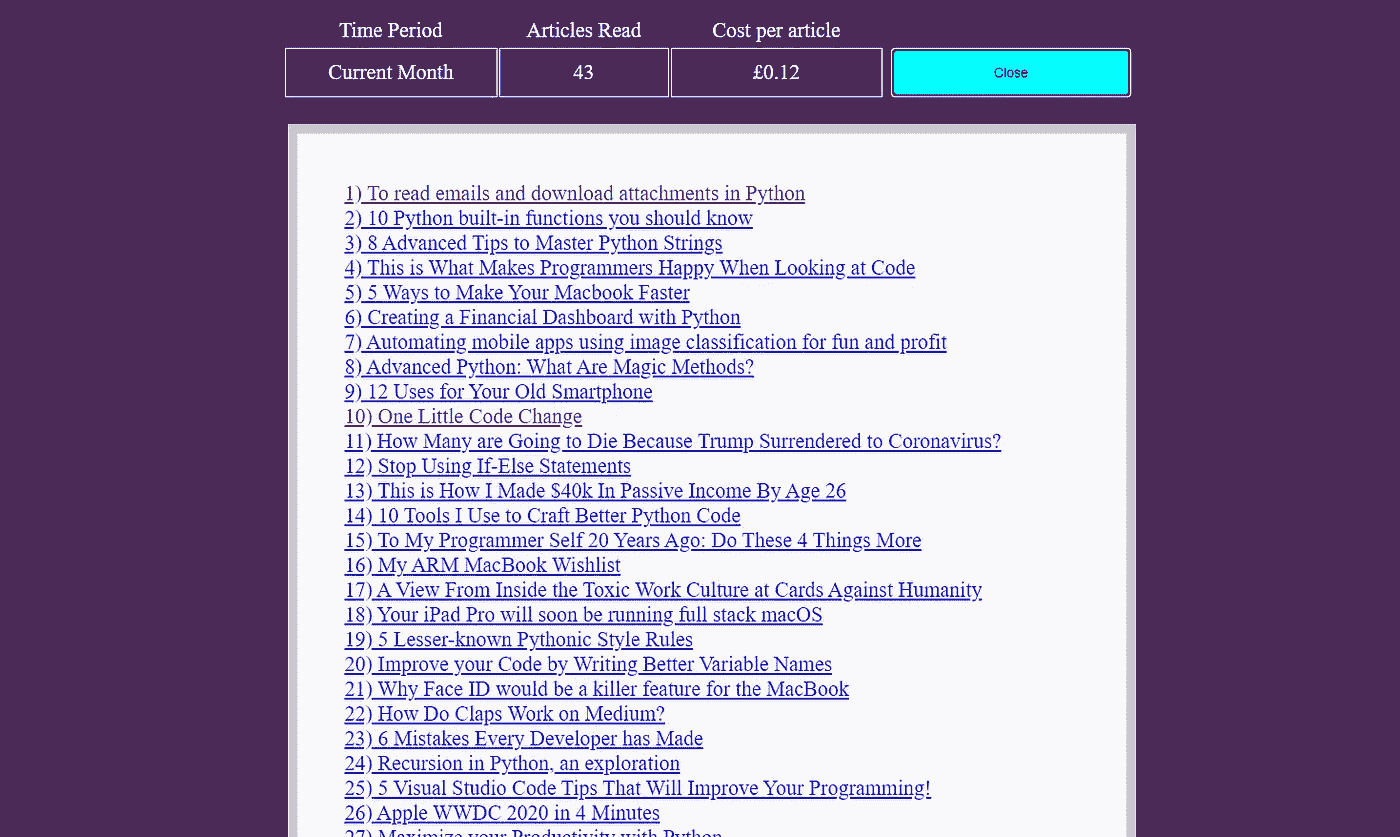 Time Period Articles Read Cost per article
Current Month 43 £0.12 Close
1) To read emails and download attachments in Python
2) 10 Python built-in functions you should know
3) 8 Advanced Tips to Master Python Strings
4) This is What Makes Programmers Happy When Looking at Code
5) 5 Ways to Make Your Macbook Faster
6) Creating a Financial Dashboard with Python
7) Automating mobile apps using image classification for fun and profit
8) Advanced Python: What Are Magic Methods?
9) 12 Uses for Your Old Smartphone
10) One Little Code Change
11) How Many are Going to Die Because Trump Surrendered to Coronavirus?
12) Stop Using If-Else Statements
13) This is How I Made $40k In Passive Income By Age 26
14) 10 Tools I Use to Craft Better Python Code
15) To My Programmer Self 20 Years Ago: Do These 4 Things More
16) My ARM MacBook Wishlist
17) A View From Inside the Toxic Work Culture at Cards Against Humanity
18) Your iPad Pro will soon be running full stack macOS
19) 5 Lesser-known Pythonic Style Rules
20) Improve your Code by Writing Better Variable Names
21) Why Face ID would be a killer feature for the MacBook
22) How Do Claps Work on Medium?
23) 6 Mistakes Every Developer has Made
24) Recursion in Python, an exploration
25) 5 Visual Studio Code Tips That Will Improve Your Programming!
26) Apple WWDC 2020 in 4 Minutes
27) Maximize your Productivity with Python